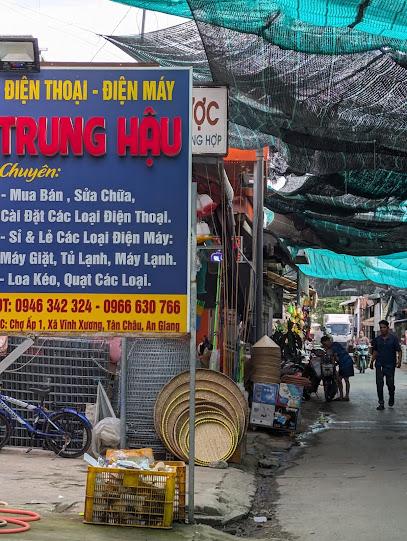 ĐIỆN THOẠI - ĐIỆN MÁY
TRUNG HẬU
Chuyên:
- Mua Bán , Sửa Chữa,
Cài Đặt Các Loại Điện Thoại.
- Sỉ & Lẻ Các Loại Điện Máy:
Máy Giặt, Tủ Lạnh, Máy Lạnh.
- Loa Kéo, Quạt Các Loại.
ĐT: 0946 342 324 - 0966 630 766
ĐC: Chợ Ấp 1, Xã Vĩnh Xương, Tân Châu, An Giang
ƯỢC
NG HỢP